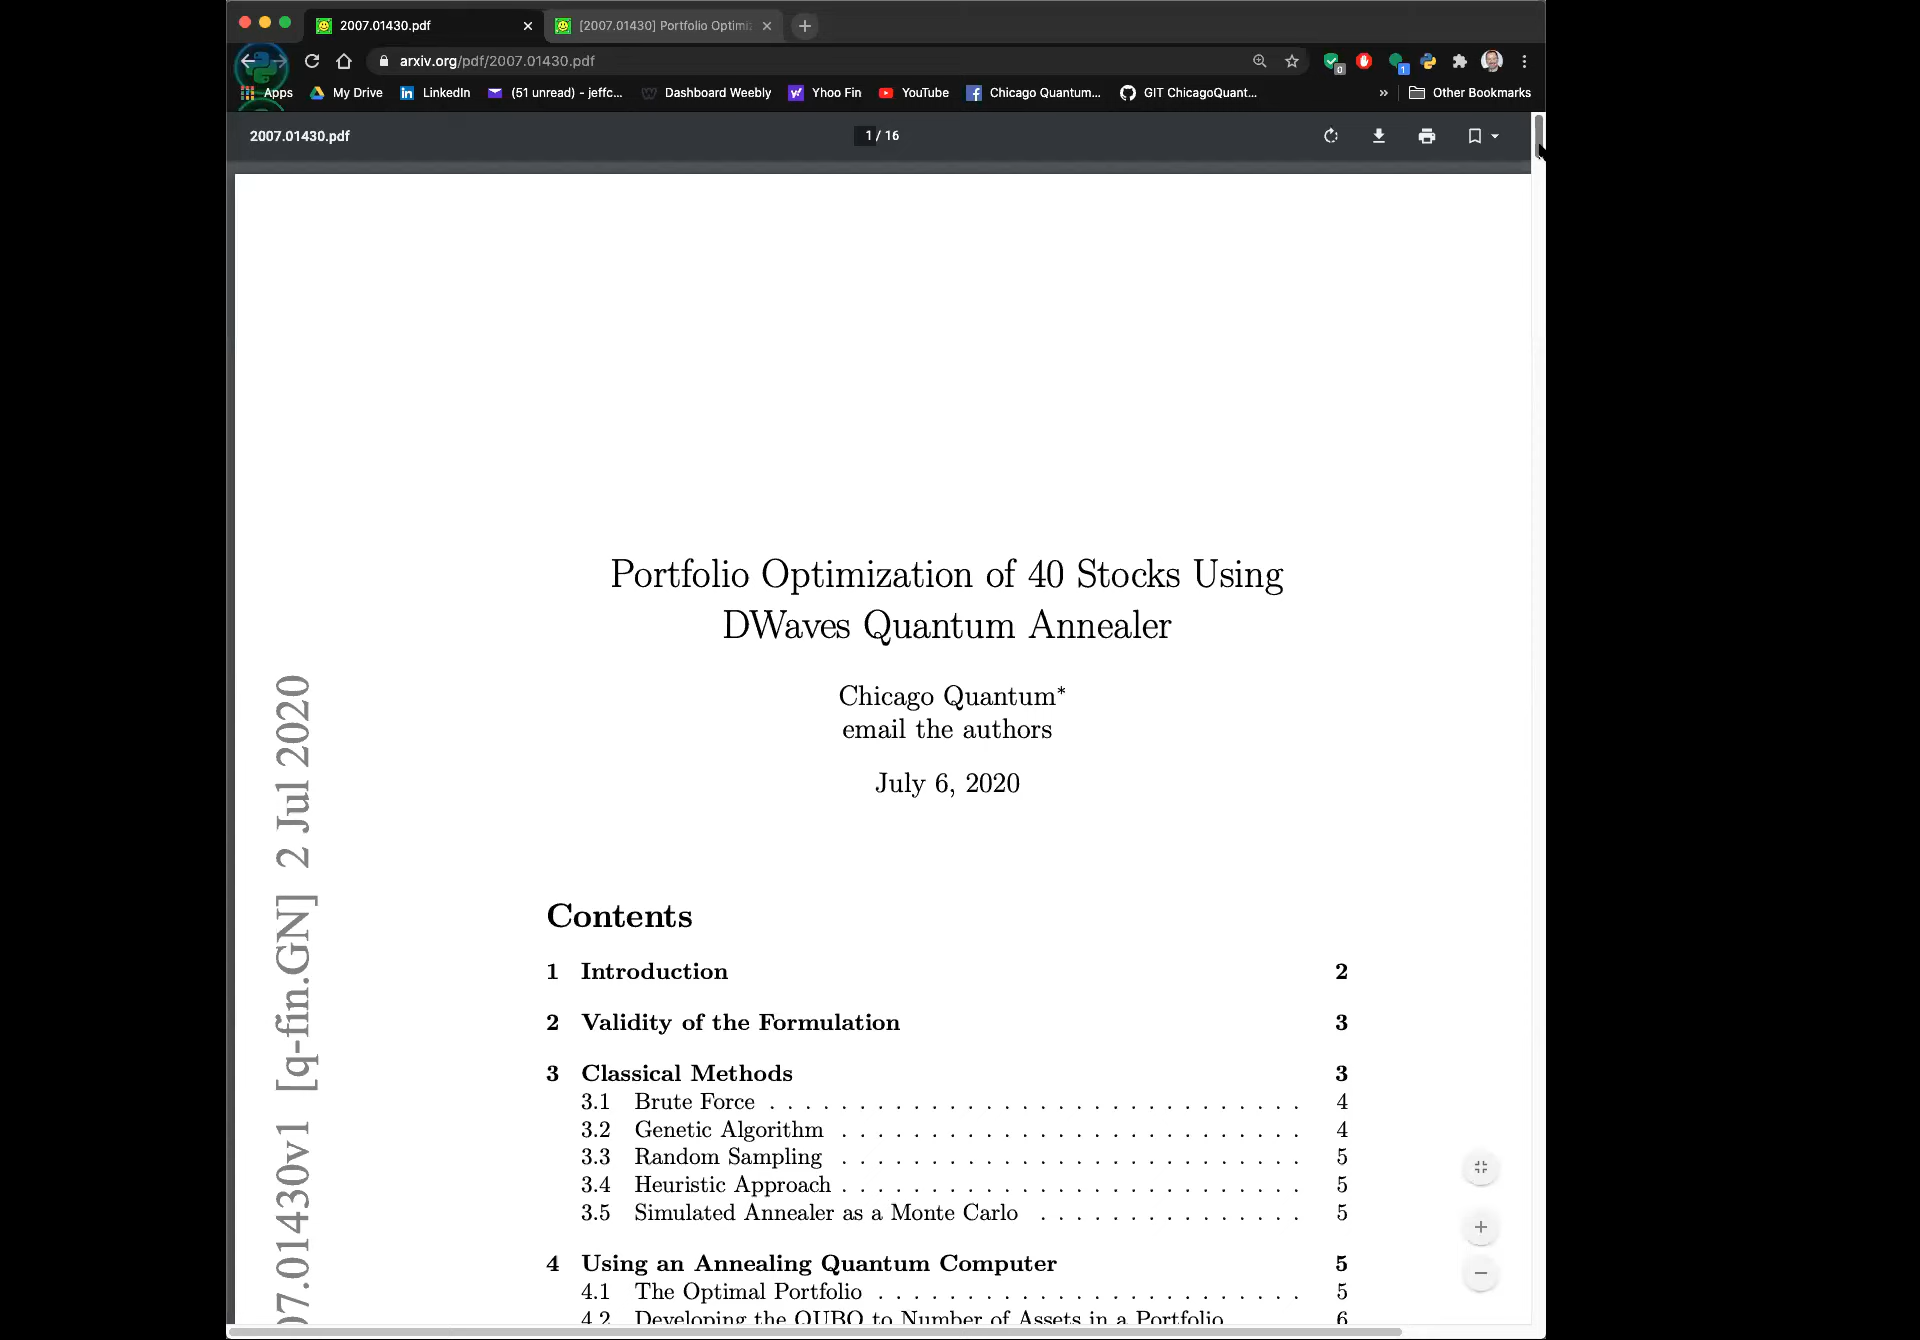 2007.01430.pdf
[2007.01430] Portfolio Optimi
arxiv.org/pdf/2007.01430.pdf
0
1
Apps
My Drive
LinkedIn
(51 unread) - jeffc...
Dashboard Weebly
Yhoo Fin
YouTube
Chicago Quantum...
GIT ChicagoQuant...
»
Other Bookmarks
2007.01430.pdf
1 / 16
Portfolio Optimization of 40 Stocks Using
DWaves Quantum Annealer
Chicago Quantum*
email the authors
July 6, 2020
07.01430v1 [q-fin.GN] 2 Jul 2020
Contents
1 Introduction 2
2 Validity of the Formulation 3
3 Classical Methods 3
3.1 Brute Force . . . . . . . . . . . . . . . . . . . . . . . . . . . . . . 4
3.2 Genetic Algorithm . . . . . . . . . . . . . . . . . . . . . . . . . . 4
3.3 Random Sampling . . . . . . . . . . . . . . . . . . . . . . . . . . 5
3.4 Heuristic Approach . . . . . . . . . . . . . . . . . . . . . . . . . . 5
3.5 Simulated Annealer as a Monte Carlo . . . . . . . . . . . . . . . 5
4 Using an Annealing Quantum Computer 5
4.1 The Optimal Portfolio . . . . . . . . . . . . . . . . . . . . . . . . 5
4.2 Developing the QUBO to Number of Assets in a Portfolio 6